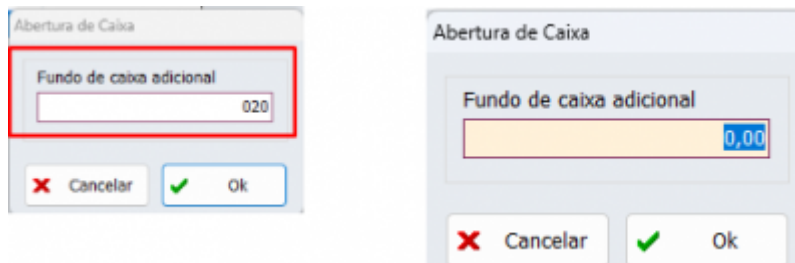 Abertura de Caixa
Fundo de caixa adicional
020
Cancelar
Ok
Abertura de Caixa
Fundo de caixa adicional
0,00
Cancelar
Ok